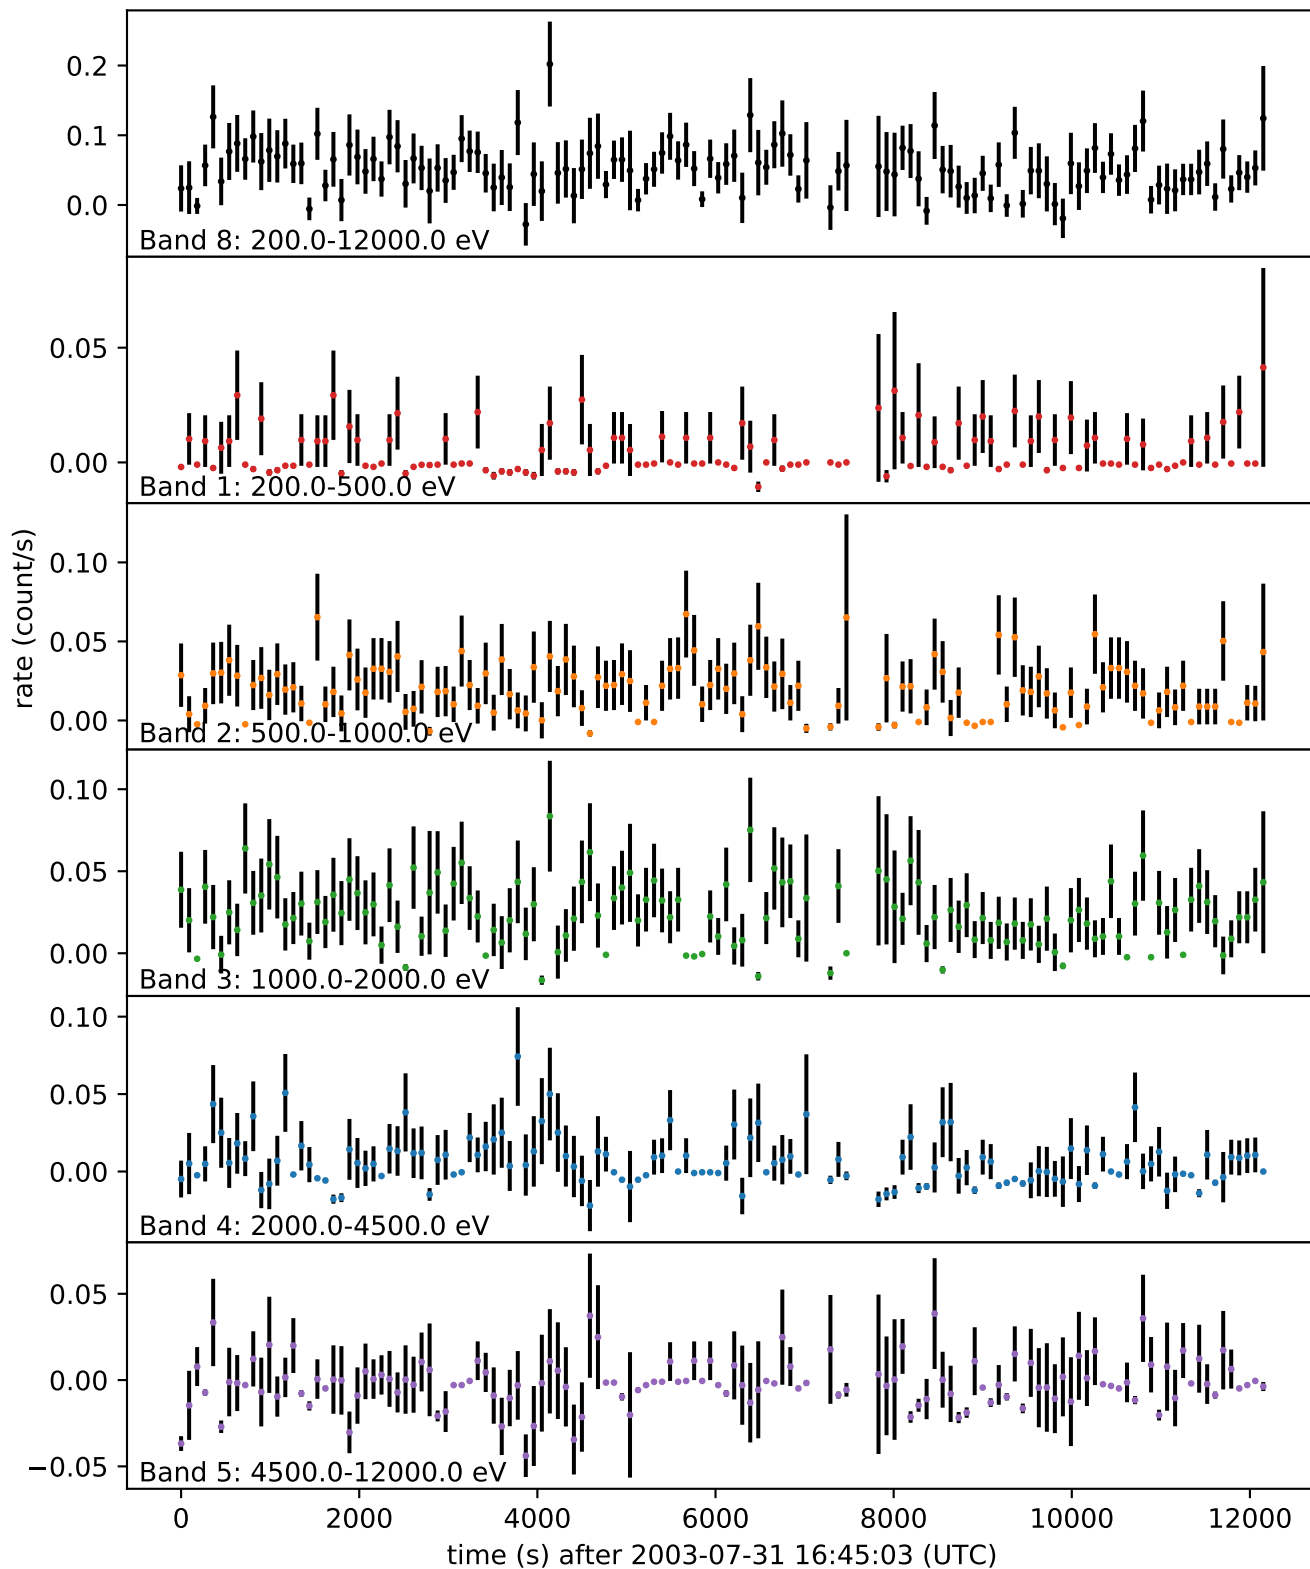 0.2
0.1
0.0
Band 8: 200.0-12000.0 eV
0.05
0.00
Band 1: 200.0-500.0 eV
0.10
0.05
0.00
Band 2: 500.0-1000.0 eV
rate (count/s)
0.10
0.05
0.00
Band 3: 1000.0-2000.0 eV
0.10
0.05
0.00
Band 4: 2000.0-4500.0 eV
0.05
0.00
−0.05
Band 5: 4500.0-12000.0 eV
0 2000 4000 6000 8000 10000 12000
time (s) after 2003-07-31 16:45:03 (UTC)